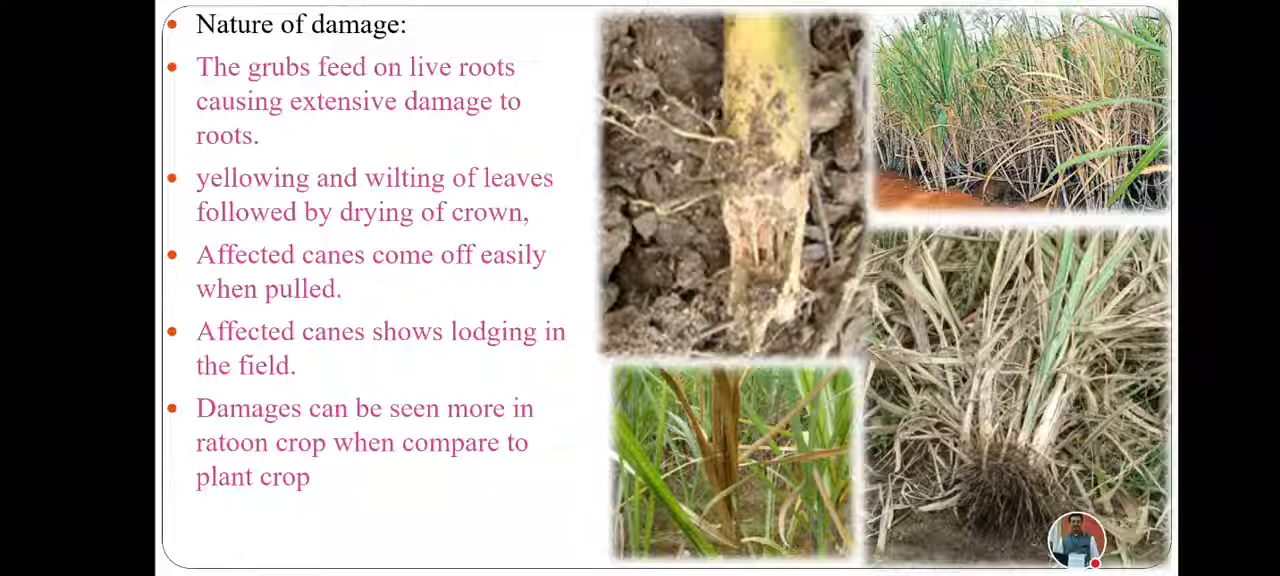 Nature of damage:
The grubs feed on live roots
causing extensive damage to
roots.
yellowing and wilting of leaves
followed by drying of crown,
Affected canes come off easily
when pulled.
Affected canes shows lodging in
the field.
Damages can be seen more in
ratoon crop when compare to
plant crop